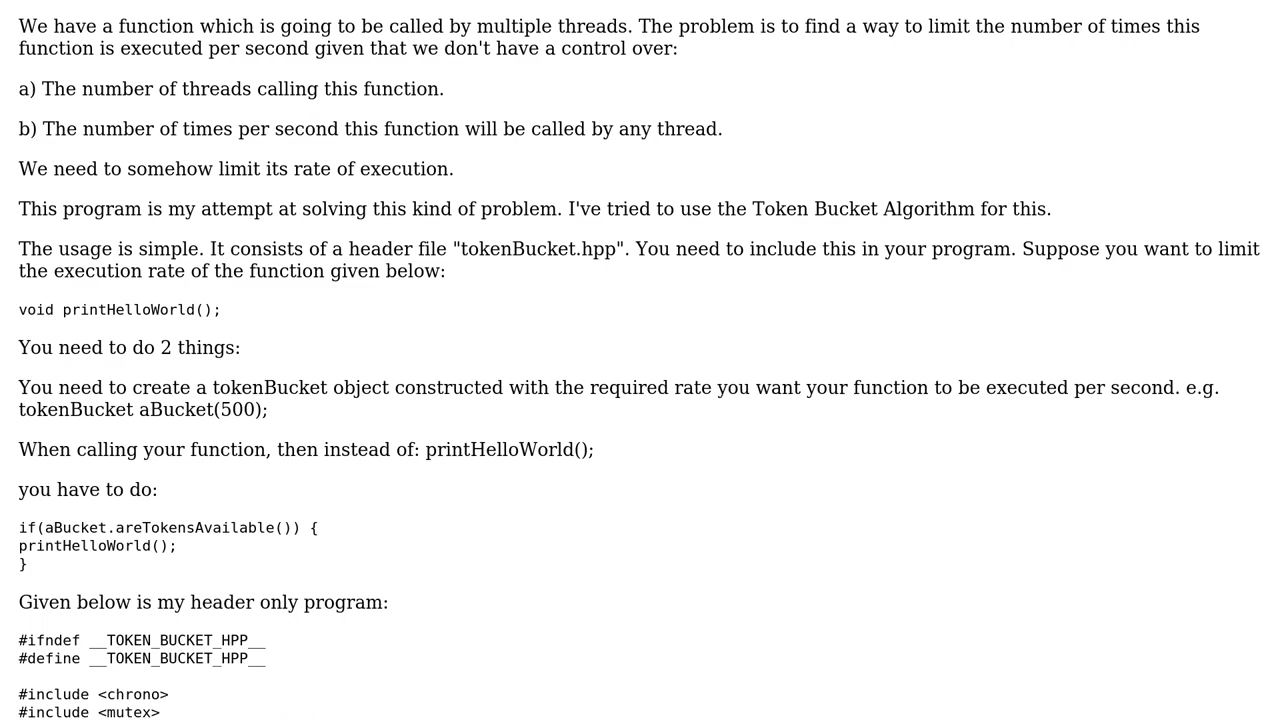 We have a function which is going to be called by multiple threads. The problem is to find a way to limit the number of times this
function is executed per second given that we don't have a control over:
a) The number of threads calling this function.
b) The number of times per second this function will be called by any thread.
We need to somehow limit its rate of execution.
This program is my attempt at solving this kind of problem. I've tried to use the Token Bucket Algorithm for this.
The usage is simple. It consists of a header file "tokenBucket.hpp". You need to include this in your program. Suppose you want to limit
the execution rate of the function given below:
void printHelloWorld();
You need to do 2 things:
You need to create a tokenBucket object constructed with the required rate you want your function to be executed per second. e.g.
tokenBucket aBucket(500);
When calling your function, then instead of: printHelloWorld();
you have to do:
if(aBucket.areTokensAvailable()) {
printHelloWorld();
}
Given below is my header only program:
#ifndef __TOKEN_BUCKET_HPP__
#define __TOKEN_BUCKET_HPP__
#include <chrono>
#include <mutex>